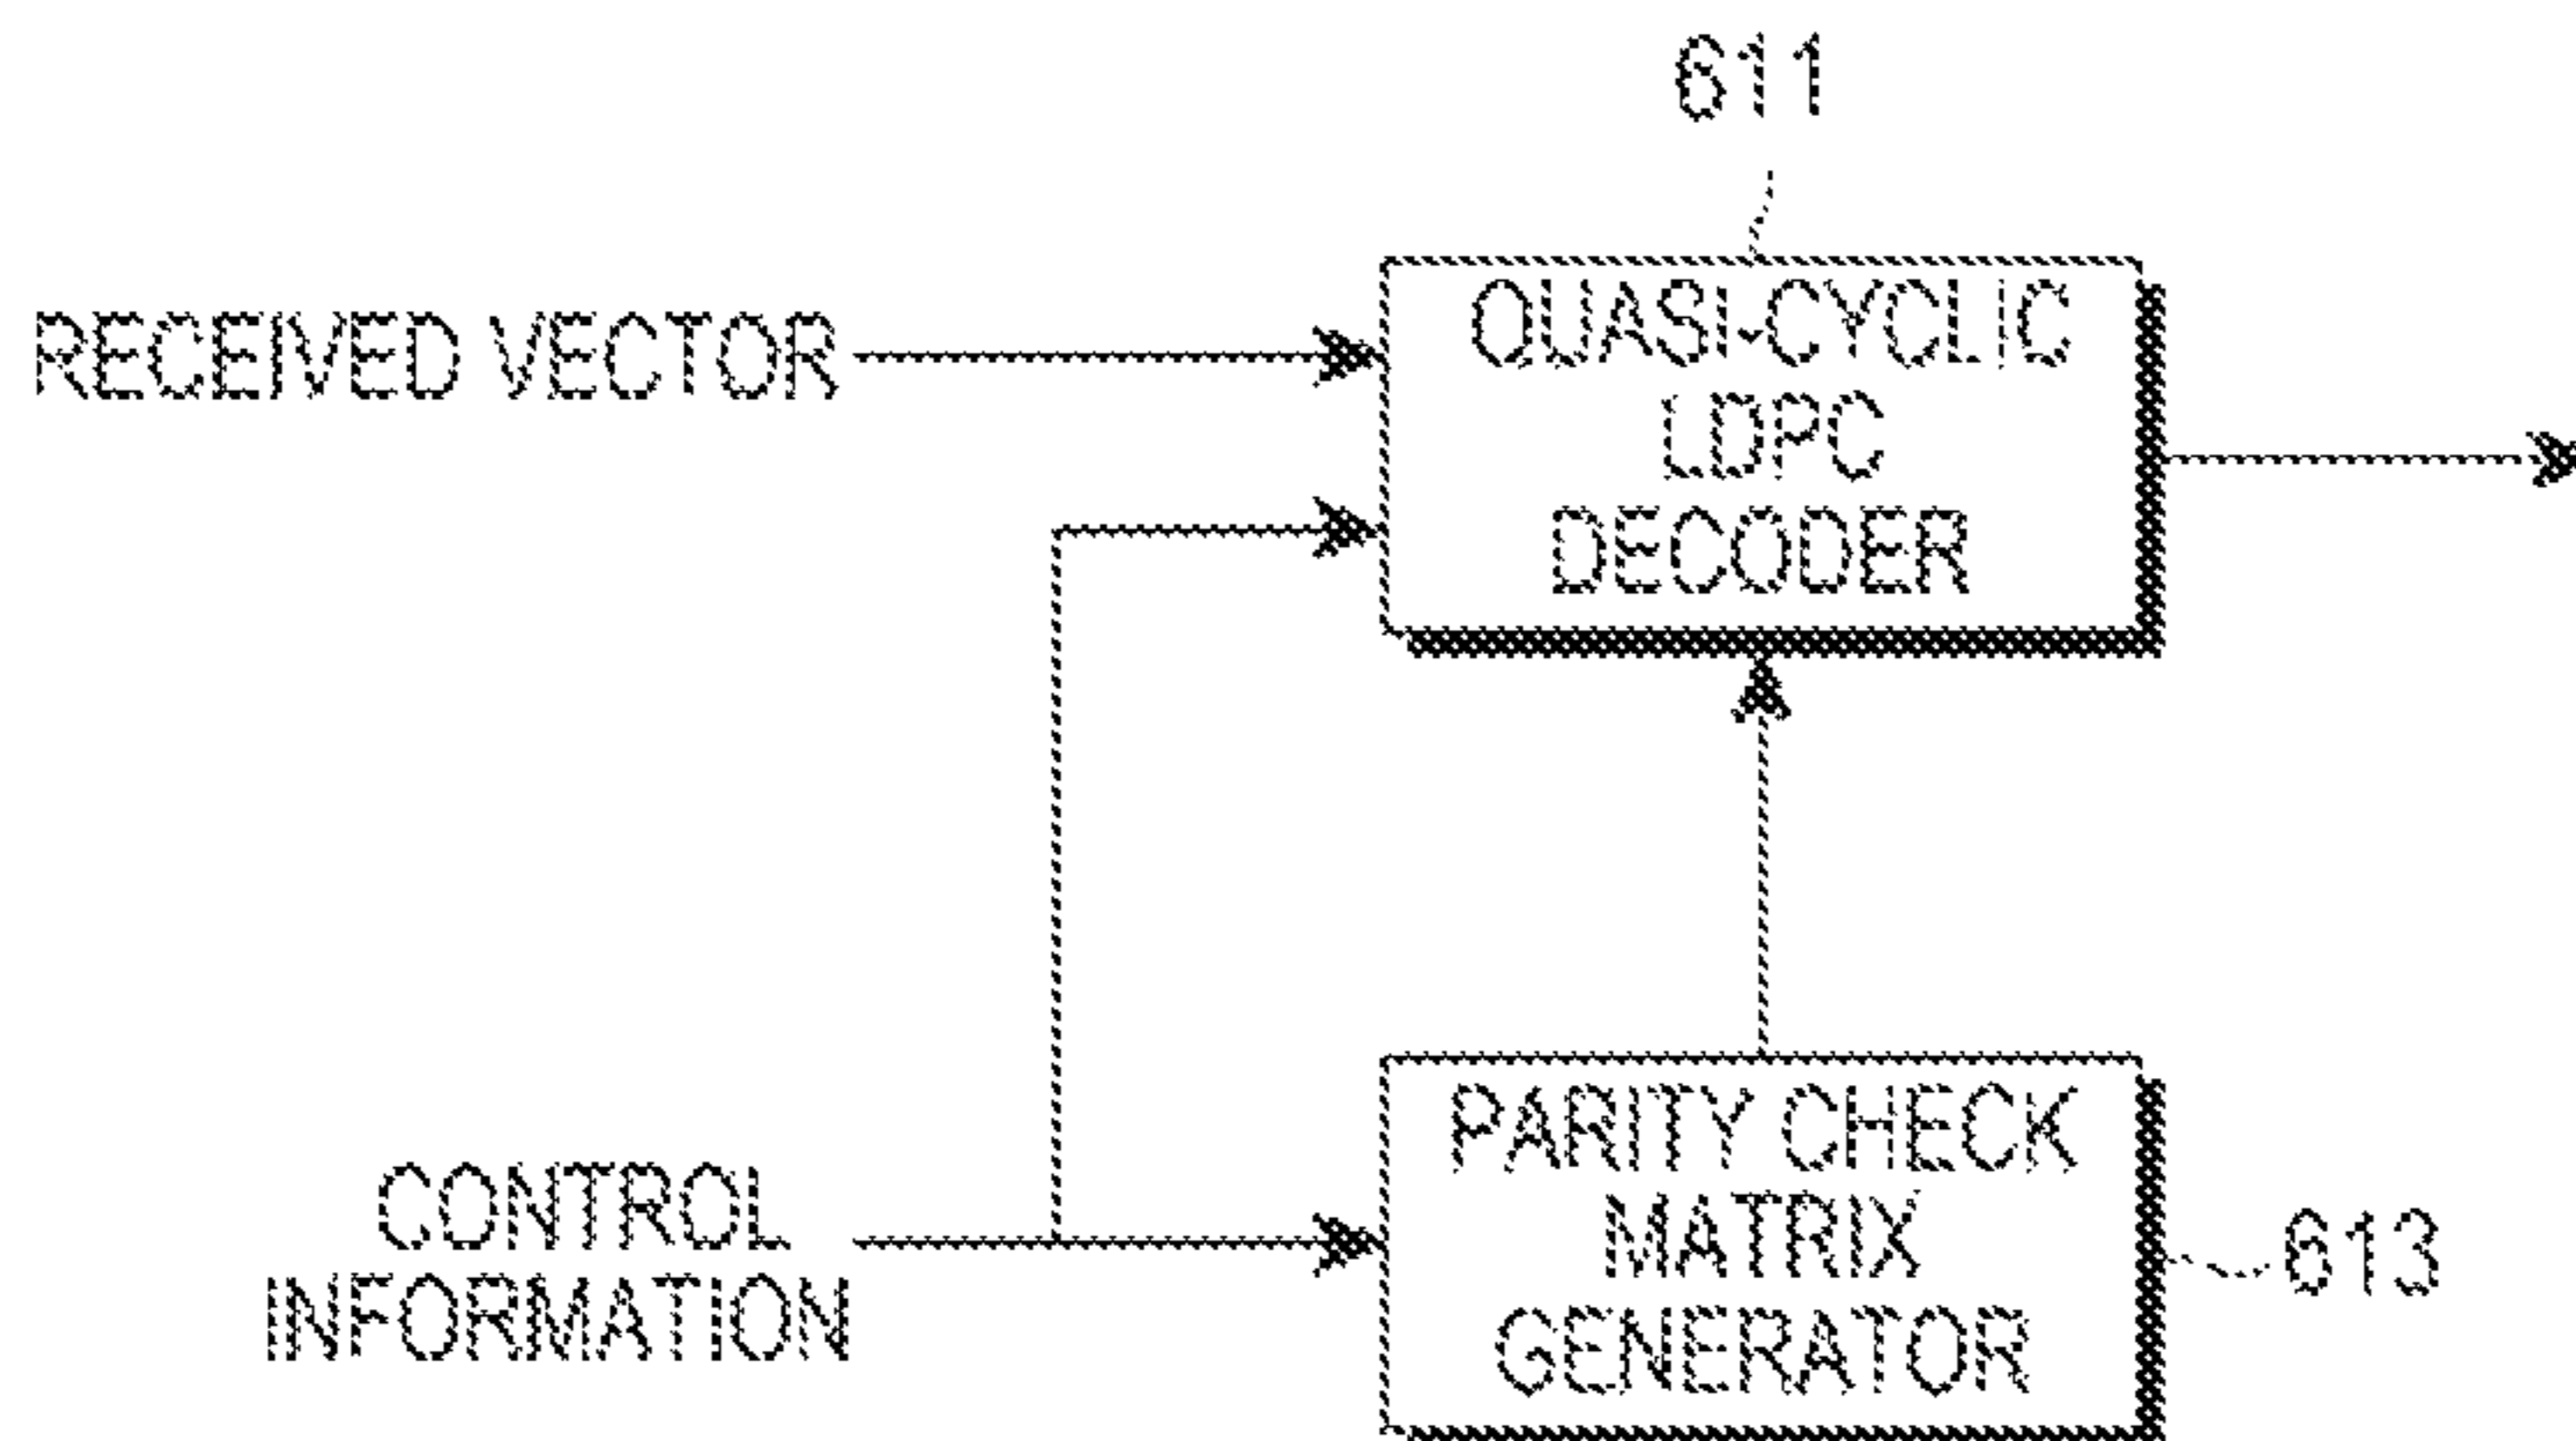 611
RECEIVED VECTOR
QUASI-CYCLIC
LDPC
DECODER
CONTROL
INFORMATION
PARITY CHECK
MATRIX
GENERATOR
613